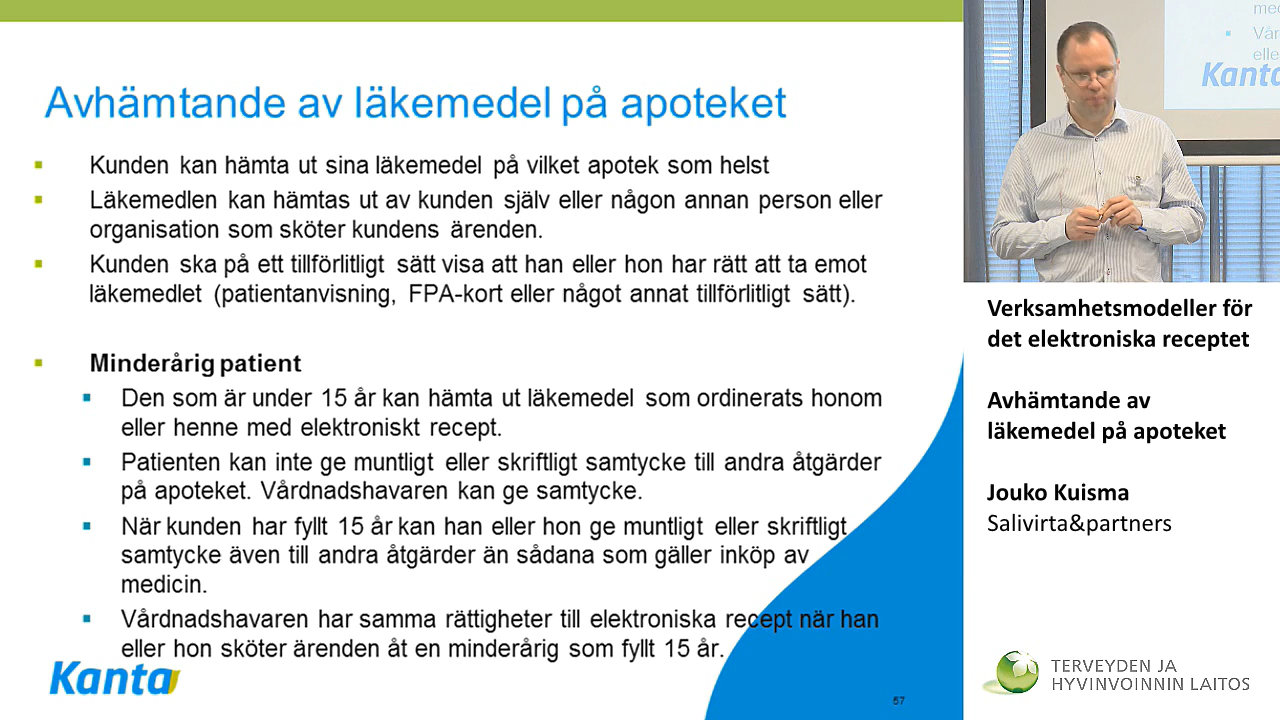 Avhämtande av läkemedel på apoteket
Kunden kan hämta ut sina läkemedel på vilket apotek som helst
Läkemedlen kan hämtas ut av kunden själv eller någon annan person eller
organisation som sköter kundens ärenden.
Kunden ska på ett tillförlitligt sätt visa att han eller hon har rätt att ta emot
läkemedlet (patientanvisning, FPA-kort eller något annat tillförlitligt sätt).
Minderårig patient
Den som är under 15 år kan hämta ut läkemedel som ordinerats honom
eller henne med elektroniskt recept.
Patienten kan inte ge muntligt eller skriftligt samtycke till andra åtgärder
på apoteket. Vårdnadshavaren kan ge samtycke.
När kunden har fyllt 15 år kan han eller hon ge muntligt eller skriftligt
samtycke även till andra åtgärder än sådana som gäller inköp av
medicin.
Vårdnadshavaren har samma rättigheter till elektroniska recept när han
eller hon sköter ärenden åt en minderårig som fyllt 15 år.
Kanta
57
Vår
elle
Kanta
Verksamhetsmodeller för
det elektroniska receptet
Avhämtande av
läkemedel på apoteket
Jouko Kuisma
Salivirta&partners
TERVEYDEN JA
HYVINVOINNIN LAITOS